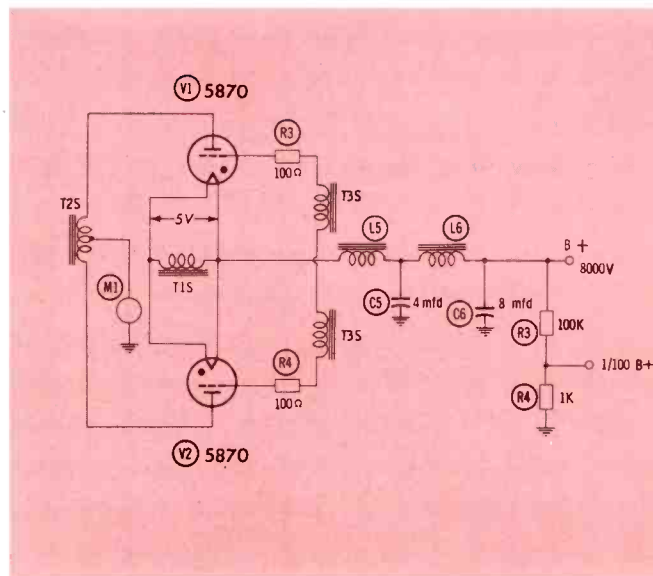 V1 5870
R3
100Ω
T3S
T2S
5V
L5
L6
B +
8000V
M1
T1S
C5 4 mfd
C6 8 mfd
R3 100K
T3S
1/100 B+
R4
100Ω
R4 1K
V2 5870